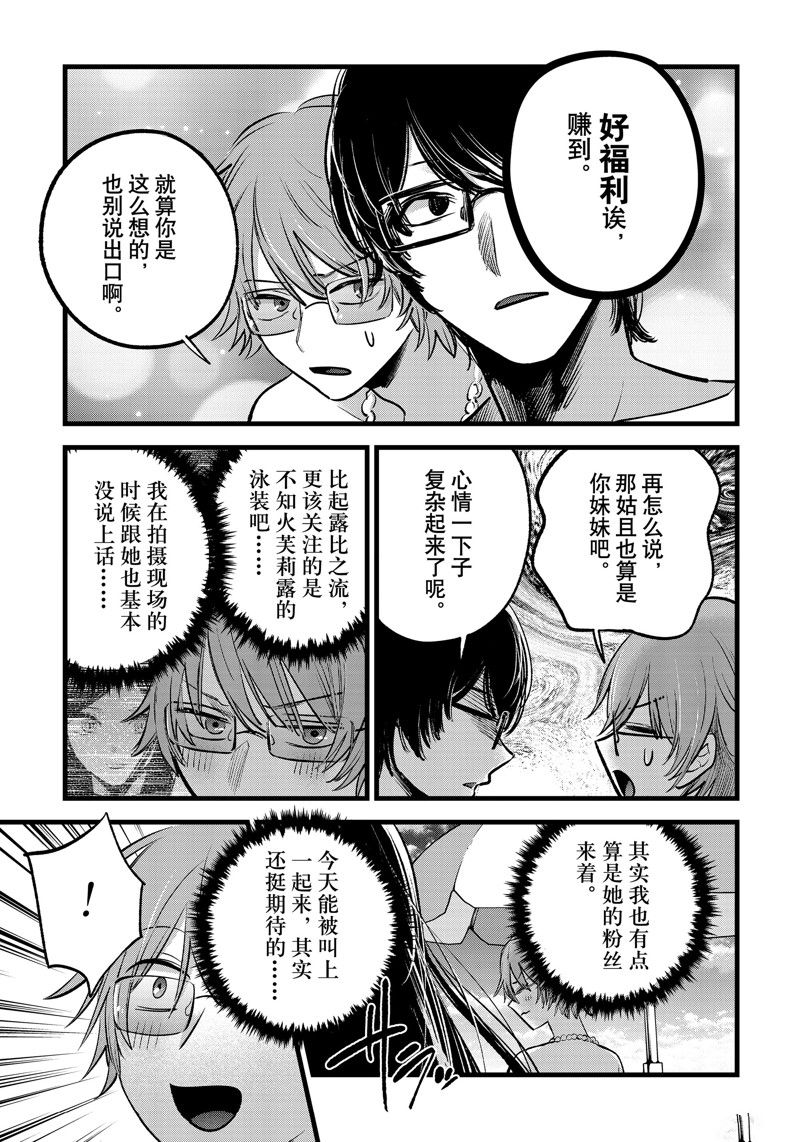 好福利诶，
赚到。
就算你是
这么想的，
也别说出口啊。
再怎么说，
那姑且也算是
你妹妹吧。
心情一下子
复杂起来了呢。
比起露比之流，
更该关注的是
不知火芙莉露的
泳装吧……
我在拍摄现场的
时候跟她也基本
没说上话……
其实我也有点
算是她的粉丝
来着。
今天能被叫上
一起来，其实
还挺期待的……
ザッ
！